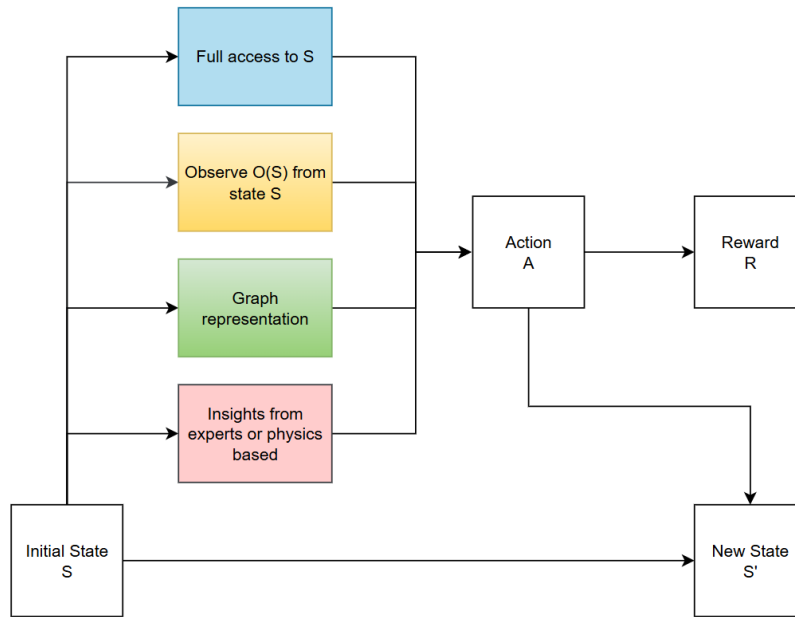 Full access to S
Observe O(S) from
state S
Graph
representation
Insights from
experts or physics
based
Action
A
Reward
R
Initial State
S
New State
S'